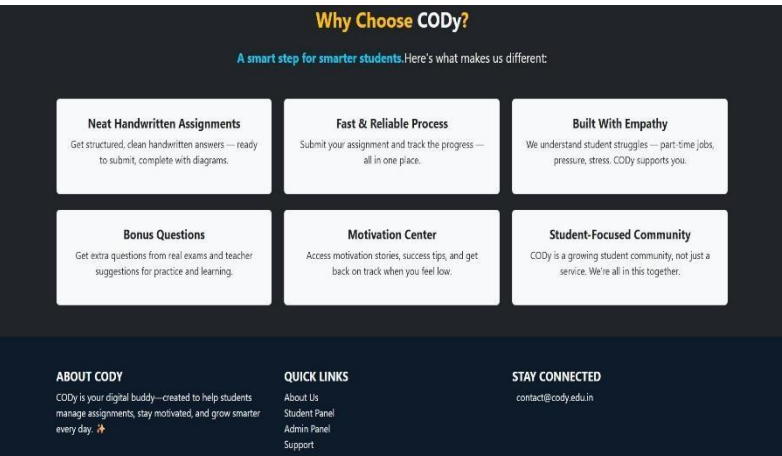 Why Choose CODy?
A smart step for smarter students.Here's what makes us different:
Neat Handwritten Assignments
Get structured, clean handwritten answers — ready
to submit, complete with diagrams.
Fast & Reliable Process
Submit your assignment and track the progress —
all in one place.
Built With Empathy
We understand student struggles — part-time jobs,
pressure, stress. CODy supports you.
Bonus Questions
Get extra questions from real exams and teacher
suggestions for practice and learning.
Motivation Center
Access motivation stories, success tips, and get
back on track when you feel low.
Student-Focused Community
CODy is a growing student community, not just a
service. We're all in this together.
ABOUT CODY
CODy is your digital buddy—created to help students
manage assignments, stay motivated, and grow smarter
every day. ✨
QUICK LINKS
About Us
Student Panel
Admin Panel
Support
STAY CONNECTED
contact@cody.edu.in